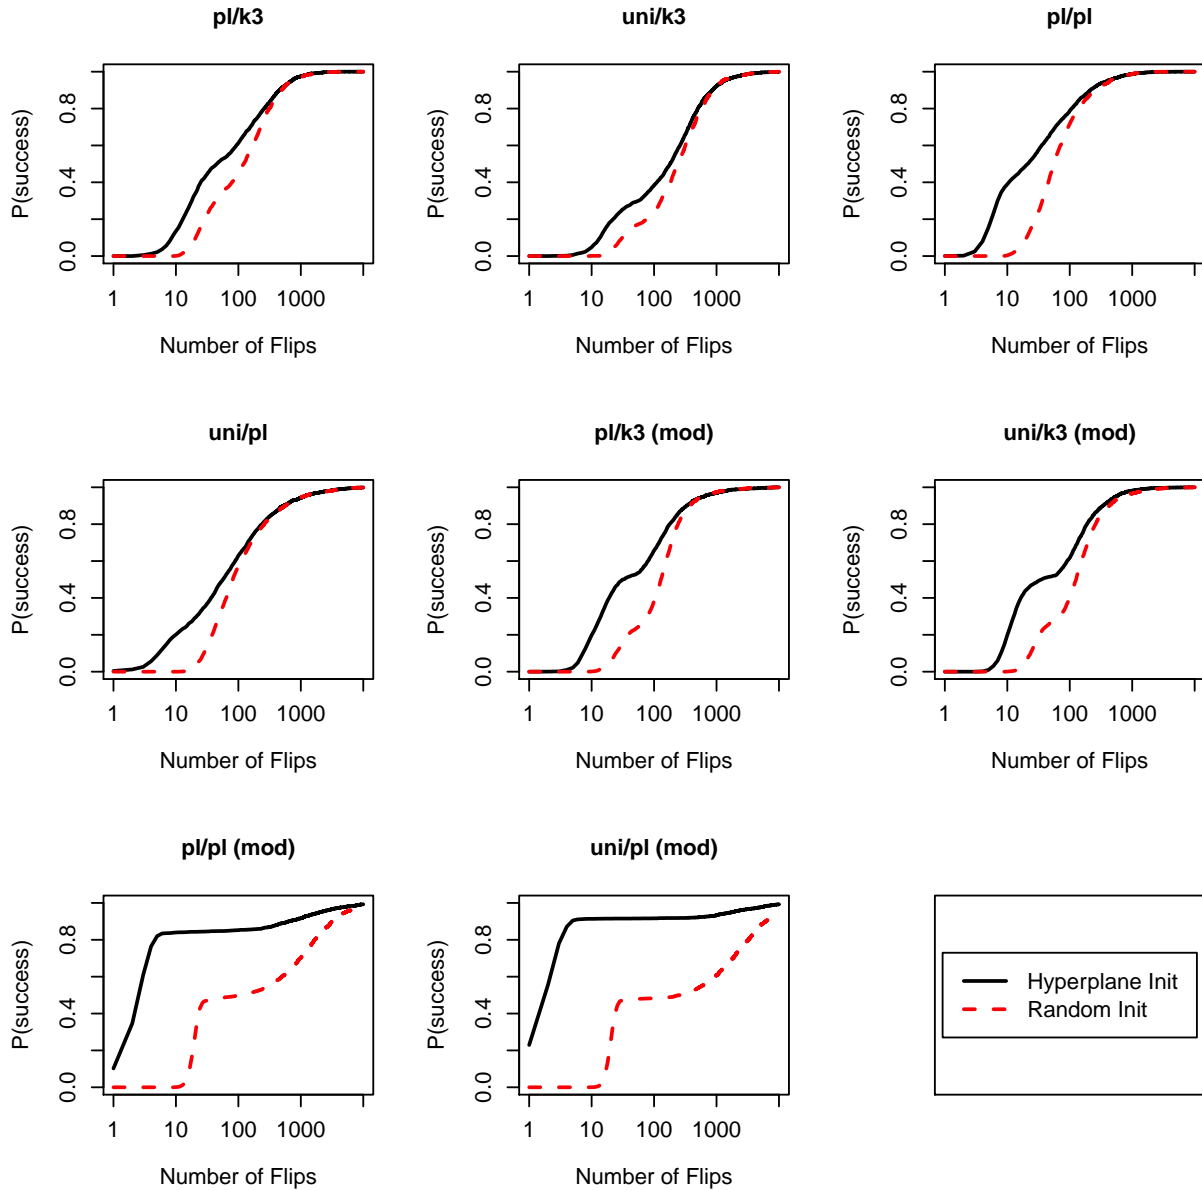 pl/k3 uni/k3 pl/pl
P(success) P(success) P(success)
0.8 0.8 0.8
0.4 0.4 0.4
0.0 0.0 0.0
1 10 100 1000 1 10 100 1000 1 10 100 1000
Number of Flips Number of Flips Number of Flips
uni/pl pl/k3 (mod) uni/k3 (mod)
P(success) P(success) P(success)
0.8 0.8 0.8
0.4 0.4 0.4
0.0 0.0 0.0
1 10 100 1000 1 10 100 1000 1 10 100 1000
Number of Flips Number of Flips Number of Flips
pl/pl (mod) uni/pl (mod)
P(success) P(success)
0.8 0.8
0.4 0.4
0.0 0.0
1 10 100 1000 1 10 100 1000
Number of Flips Number of Flips
Hyperplane Init
Random Init